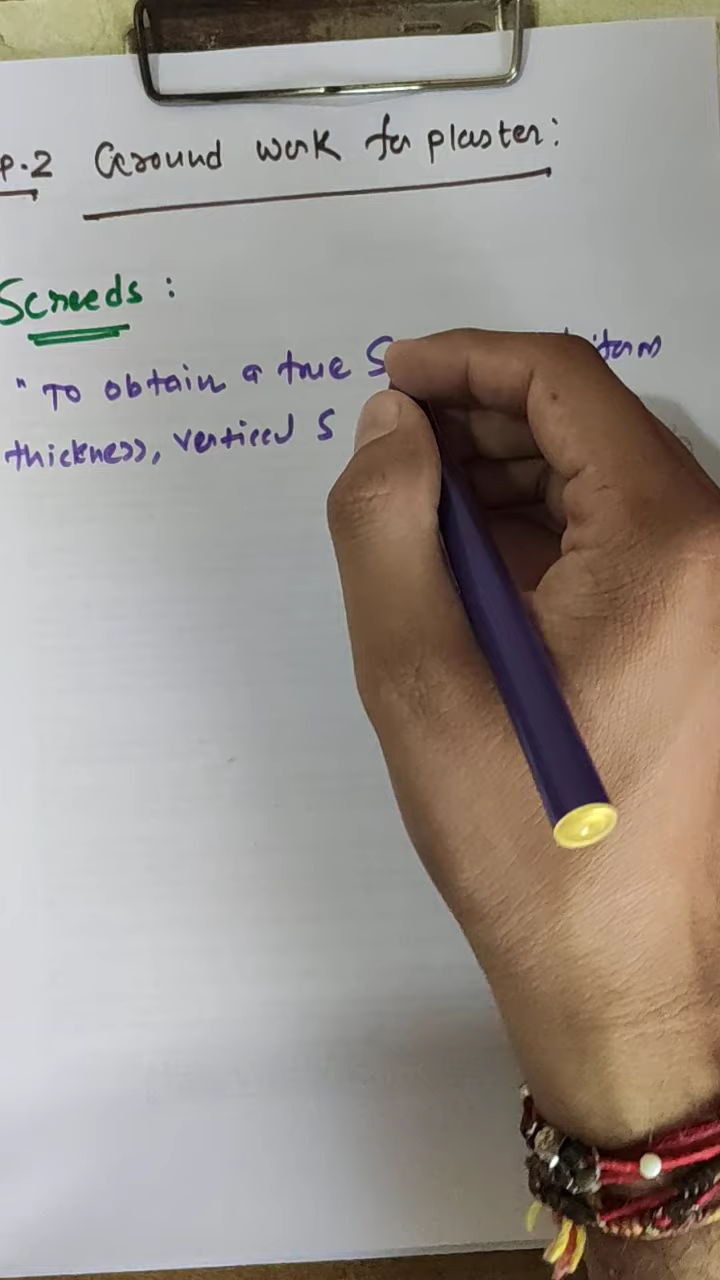 p.2 Ground work for plaster:
Screeds :
" To obtain a true
thickness, vertical S